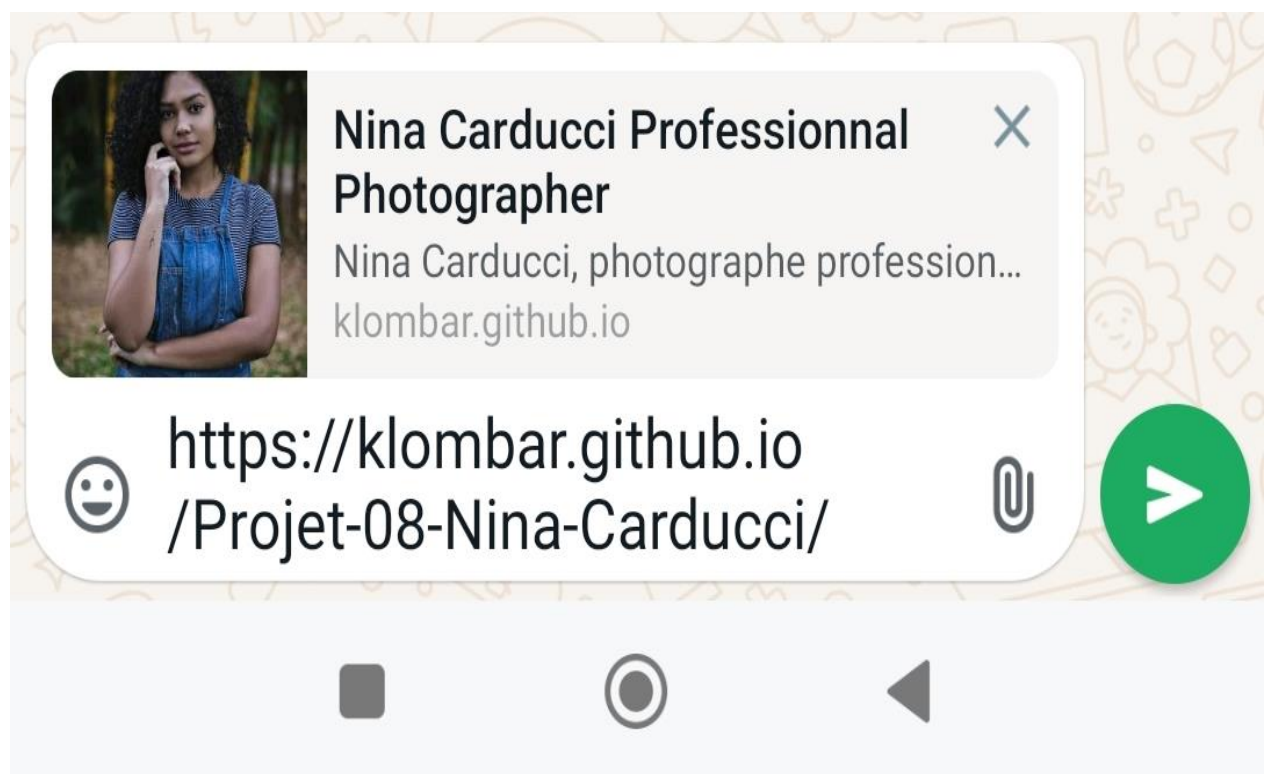 Nina Carducci Professionnal
Photographer
Nina Carducci, photographe profession...
klombar.github.io
https://klombar.github.io
/Projet-08-Nina-Carducci/